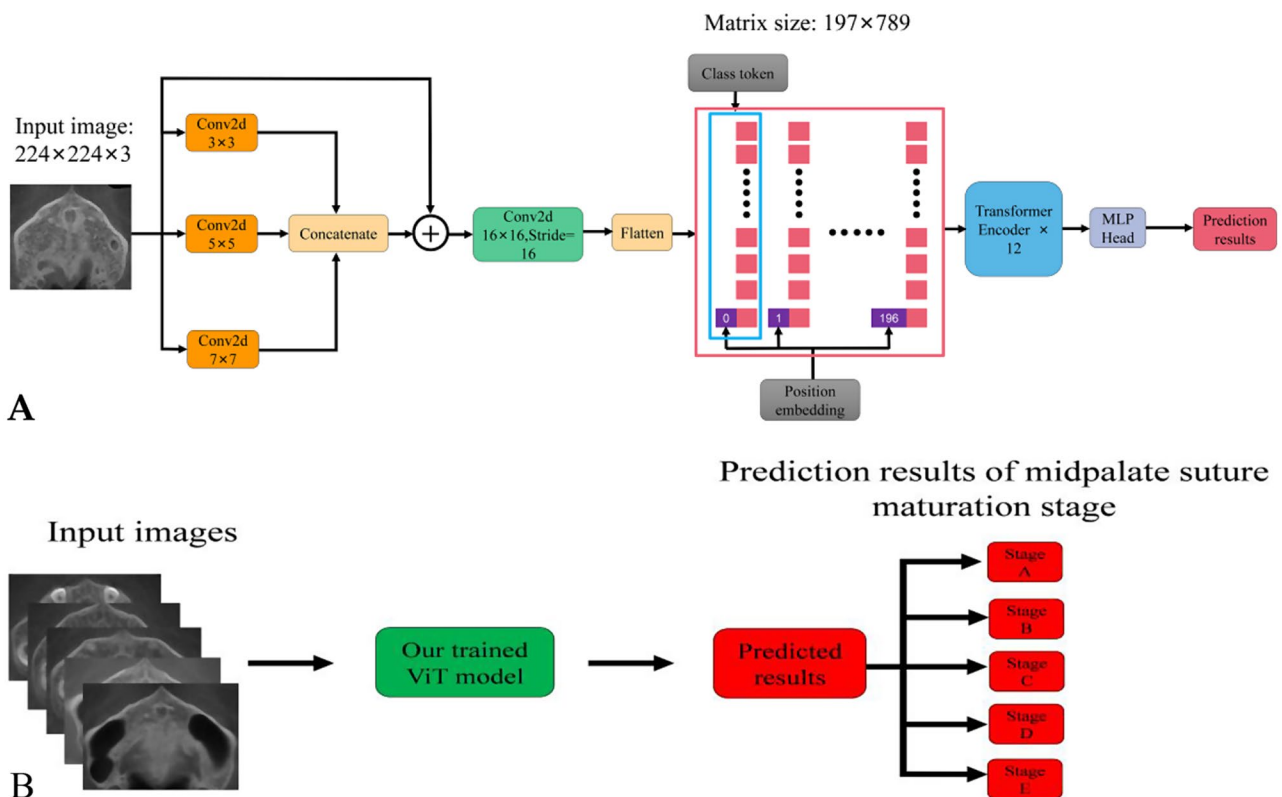 Matrix size: 197×789
Class token
Input image:
224×224×3
Conv2d
3×3
Conv2d
5×5
Conv2d
7×7
Concatenate
+
Conv2d
16×16,Stride=
16
Flatten
0
1
196
Position
embedding
Transformer
Encoder ×
12
MLP
Head
Prediction
results
A
Prediction results of midpalate suture
maturation stage
Input images
Our trained
ViT model
Predicted
results
Stage
A
Stage
B
Stage
C
Stage
D
Stage
E
B